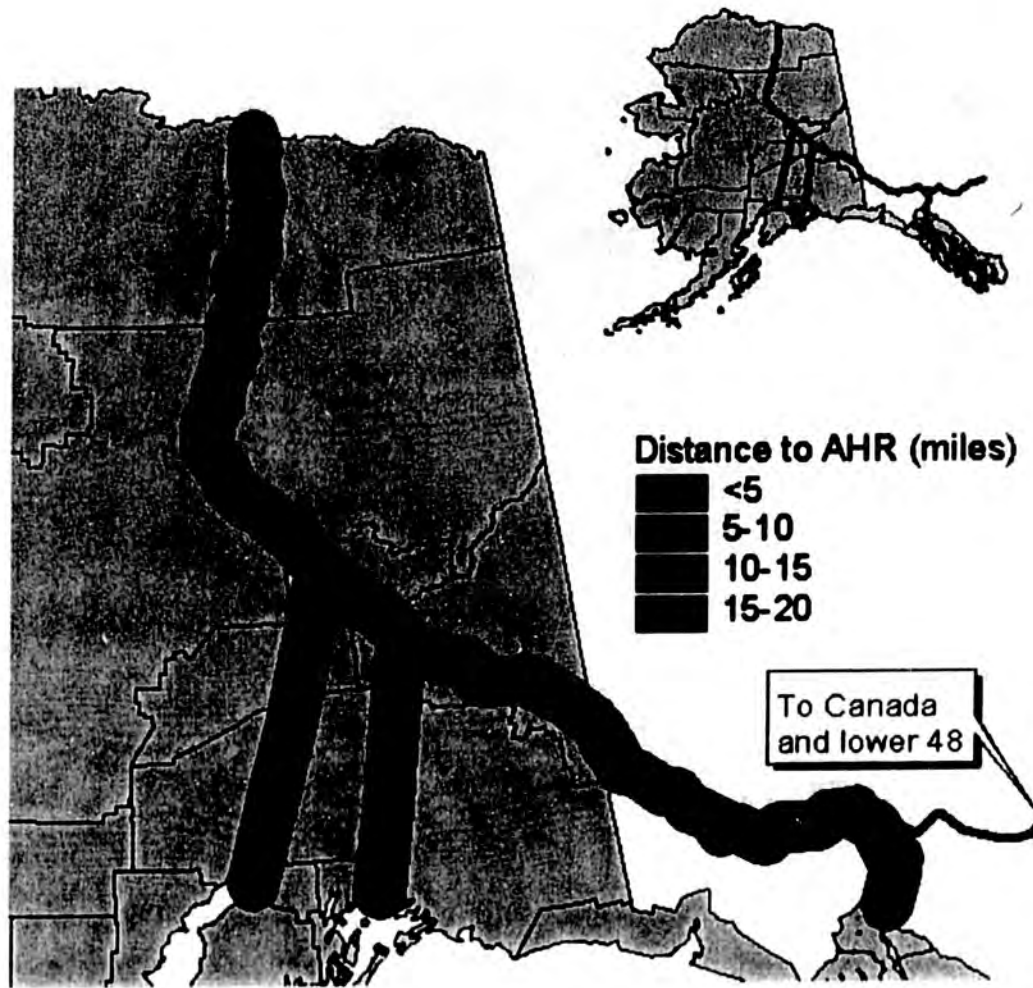 Distance to AHR (miles)
<5
5-10
10-15
15-20
To Canada
and lower 48